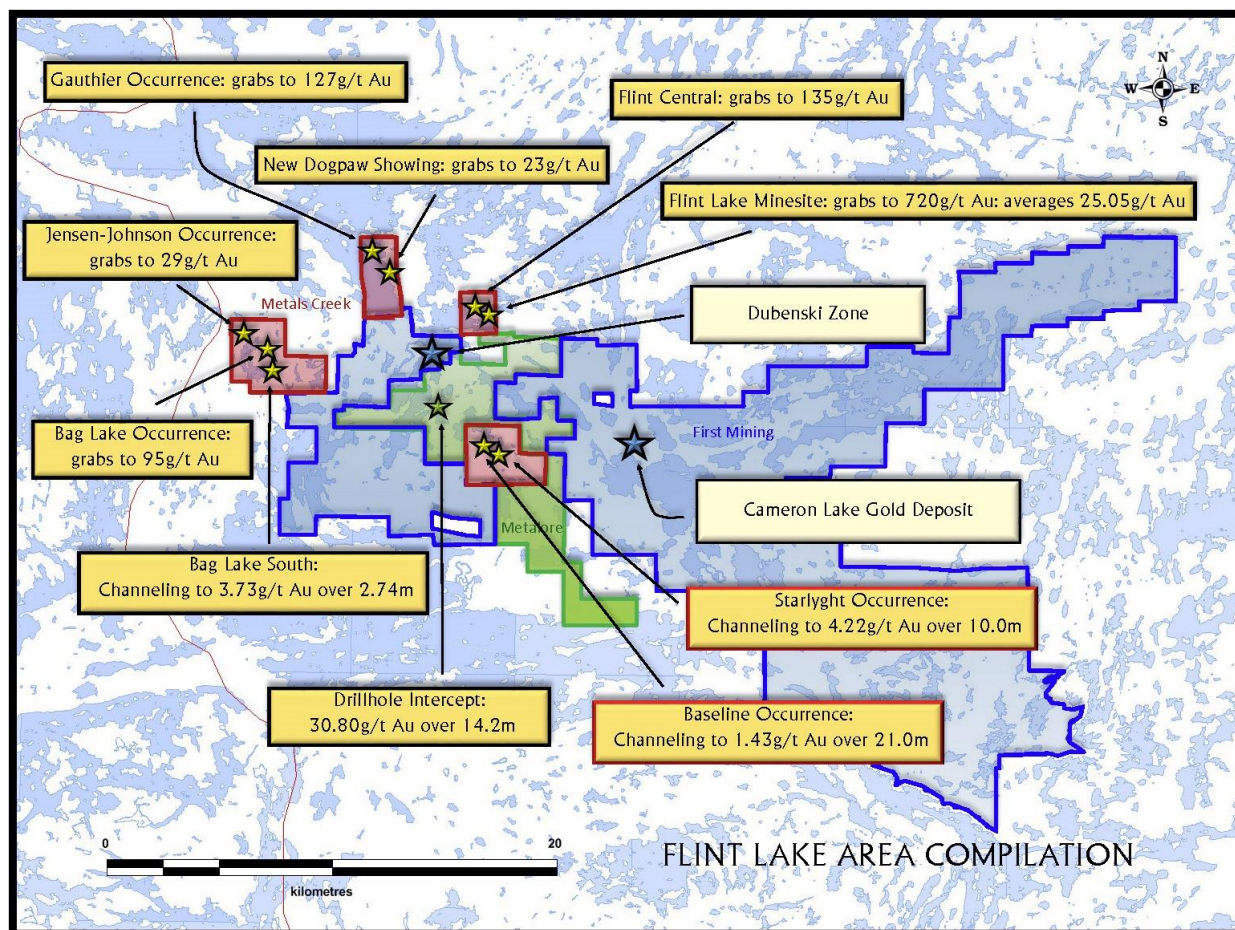 Gauthier Occurrence: grabs to 127g/t Au
Flint Central: grabs to 135g/t Au
N
W
E
S
New Dogpaw Showing: grabs to 23g/t Au
Flint Lake Minesite: grabs to 720g/t Au: averages 25.05g/t Au
Jensen-Johnson Occurrence:
grabs to 29g/t Au
Metals Creek
Dubenski Zone
Bag Lake Occurrence:
grabs to 95g/t Au
First Mining
Cameron Lake Gold Deposit
Metalore
Bag Lake South:
Channeling to 3.73g/t Au over 2.74m
Starlyght Occurrence:
Channeling to 4.22g/t Au over 10.0m
Drillhole Intercept:
30.80g/t Au over 14.2m
Baseline Occurrence:
Channeling to 1.43g/t Au over 21.0m
0
20
kilometres
FLINT LAKE AREA COMPILATION